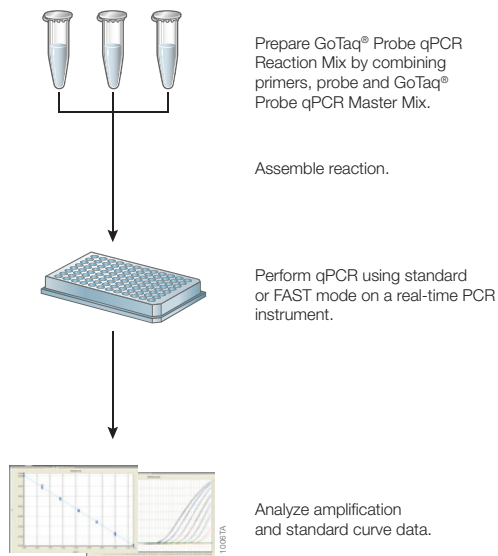 Prepare GoTaq® Probe qPCR
Reaction Mix by combining
primers, probe and GoTaq®
Probe qPCR Master Mix.
Assemble reaction.
Perform qPCR using standard
or FAST mode on a real-time PCR
instrument.
Analyze amplification
and standard curve data.